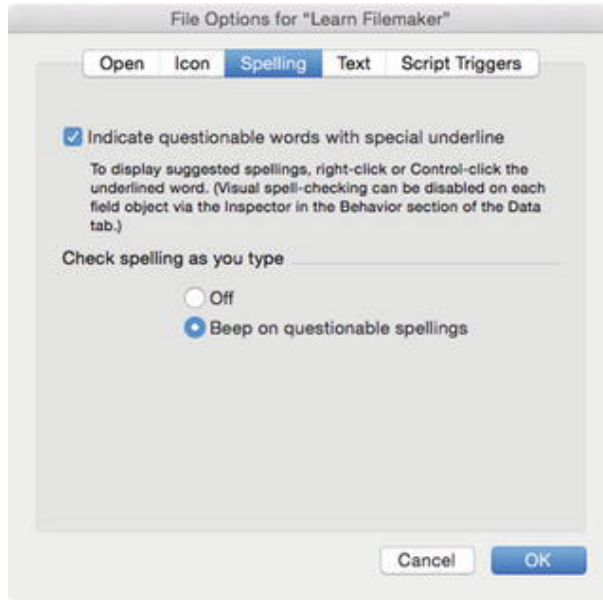 File Options for "Learn Filemaker"
Open Icon Spelling Text Script Triggers
Indicate questionable words with special underline
To display suggested spellings, right-click or Control-click the
underlined word. (Visual spell-checking can be disabled on each
field object via the Inspector in the Behavior section of the Data
tab.)
Check spelling as you type
Off
Beep on questionable spellings
Cancel OK